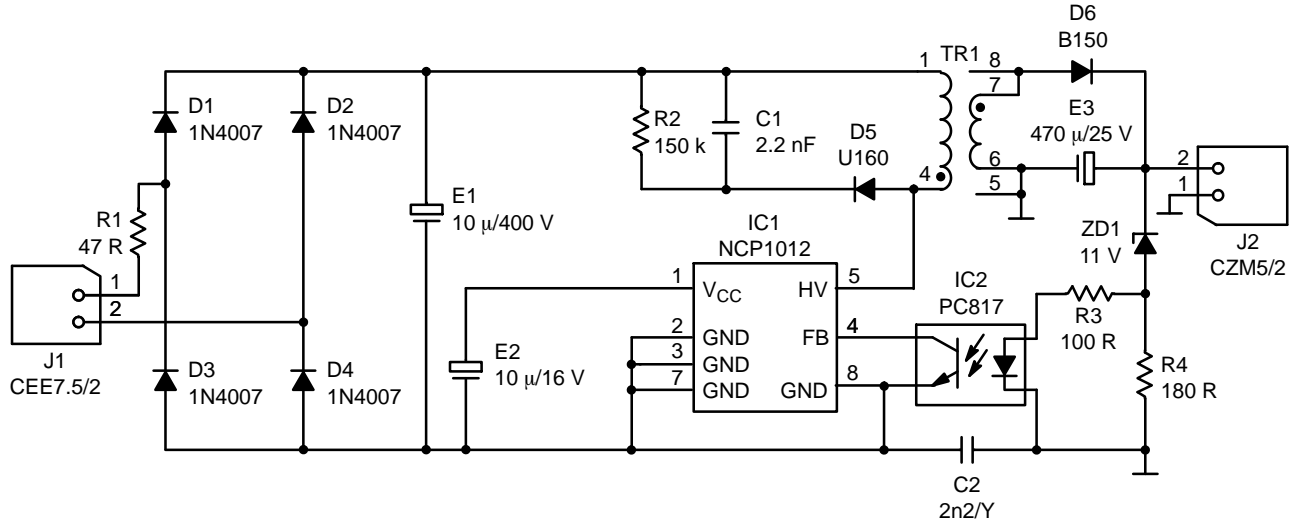 D6
B150
1
TR1
8
7
D1
1N4007
D2
1N4007
R2
150 k
C1
2.2 nF
D5
U160
E3
470 μ/25 V
4
6
5
2
1
J2
CZM5/2
R1
47 R
E1
10 μ/400 V
IC1
NCP1012
ZD1
11 V
1
2
J1
CEE7.5/2
1
VCC
HV
5
IC2
PC817
R3
100 R
2
GND
FB
4
3
GND
7
GND
GND
8
E2
10 μ/16 V
D3
1N4007
D4
1N4007
R4
180 R
C2
2n2/Y